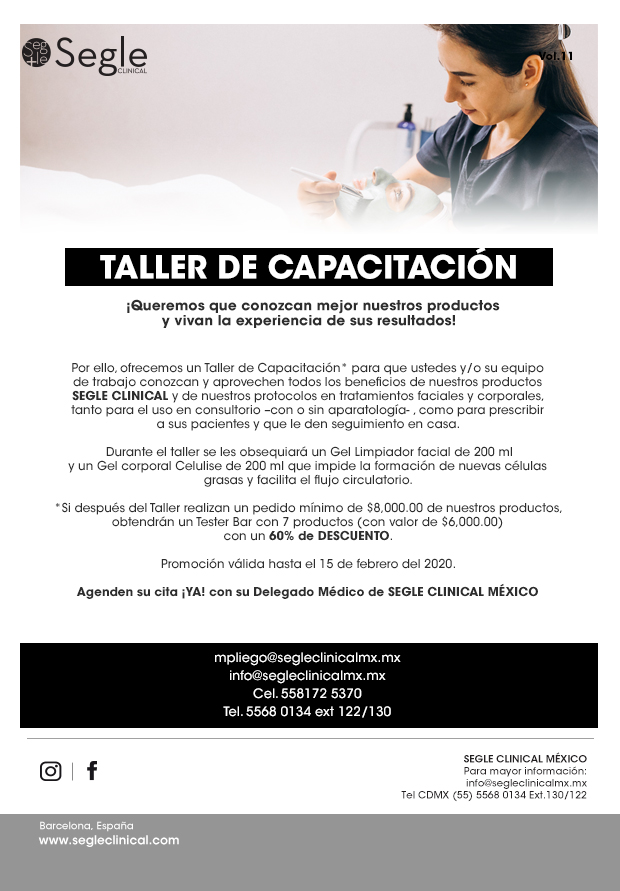 Segle
CLINICAL
Vol.11
TALLER DE CAPACITACIÓN
¡Queremos que conozcan mejor nuestros productos
y vivan la experiencia de sus resultados!
Por ello, ofrecemos un Taller de Capacitación* para que ustedes y/o su equipo
de trabajo conozcan y aprovechen todos los beneficios de nuestros productos
SEGLE CLINICAL y de nuestros protocolos en tratamientos faciales y corporales,
tanto para el uso en consultorio –con o sin aparatología- , como para prescribir
a sus pacientes y que le den seguimiento en casa.
Durante el taller se les obsequiará un Gel Limpiador facial de 200 ml
y un Gel corporal Celulise de 200 ml que impide la formación de nuevas células
grasas y facilita el flujo circulatorio.
*Si después del Taller realizan un pedido mínimo de $8,000.00 de nuestros productos,
obtendrán un Tester Bar con 7 productos (con valor de $6,000.00)
con un 60% de DESCUENTO.
Promoción válida hasta el 15 de febrero del 2020.
Agenden su cita ¡YA! con su Delegado Médico de SEGLE CLINICAL MÉXICO
mpliego@segleclinicalmx.mx
info@segleclinicalmx.mx
Cel. 558172 5370
Tel. 5568 0134 ext 122/130
SEGLE CLINICAL MÉXICO
Para mayor información:
info@segleclinicalmx.mx
Tel CDMX (55) 5568 0134 Ext.130/122
Barcelona, España
www.segleclinical.com